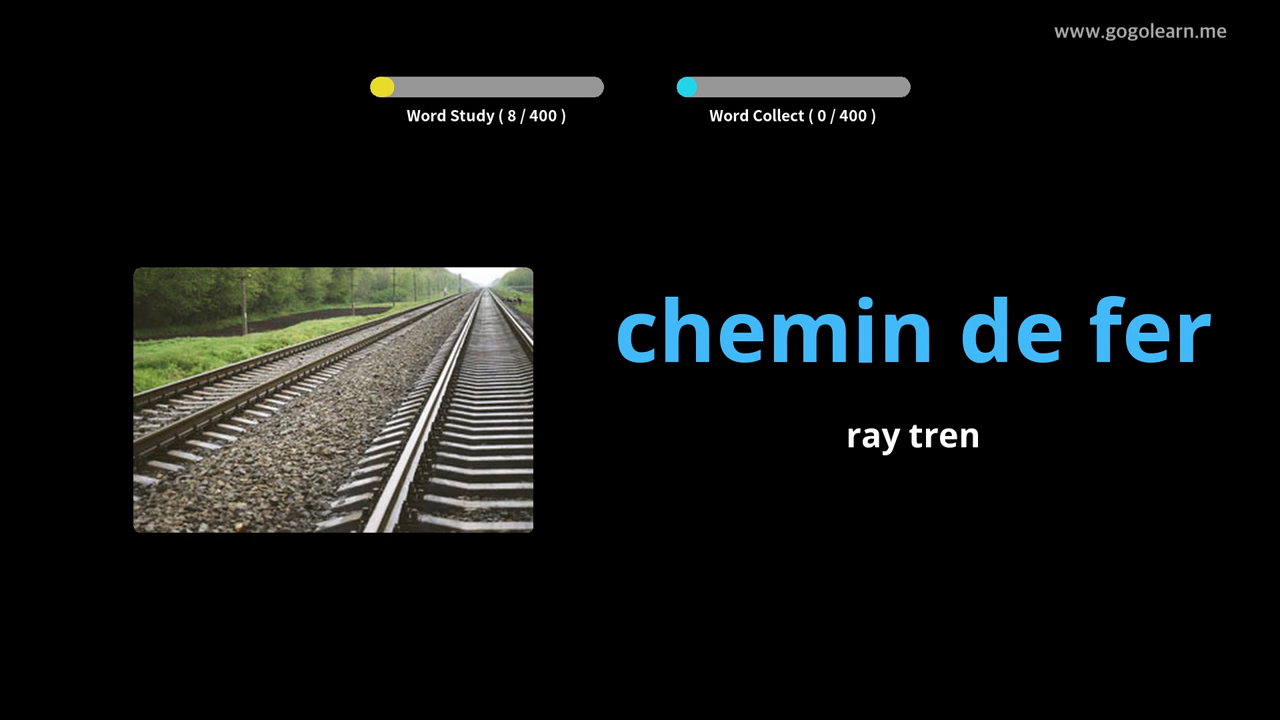 www.gogolearn.me
Word Study ( 8 / 400 )
Word Collect ( 0 / 400 )
chemin de fer
ray tren